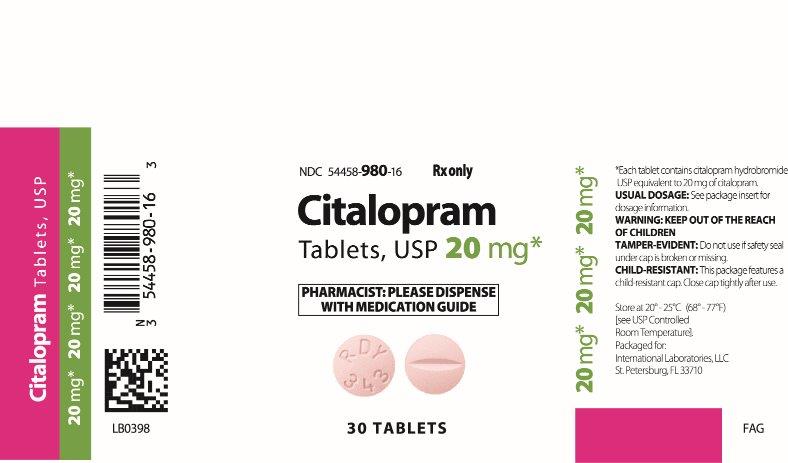 Citalopram Tablets, USP
20 mg* 20 mg* 20 mg* 20 mg*
N
3 54458-980-16 3
LB0398
NDC 54458-980-16 Rx only
Citalopram
Tablets, USP 20 mg*
PHARMACIST: PLEASE DISPENSE
WITH MEDICATION GUIDE
R-DY
343
30 TABLETS
20 mg* 20 mg* 20 mg*
*Each tablet contains citalopram hydrobromide
USP equivalent to 20 mg of citalopram.
USUAL DOSAGE: See package insert for
dosage information.
WARNING: KEEP OUT OF THE REACH
OF CHILDREN
TAMPER-EVIDENT: Do not use if safety seal
under cap is broken or missing.
CHILD-RESISTANT: This package features a
child-resistant cap. Close cap tightly after use.
Store at 20° - 25°C (68° - 77°F)
[see USP Controlled
Room Temperature].
Packaged for:
International Laboratories, LLC
St. Petersburg, FL 33710
FAG